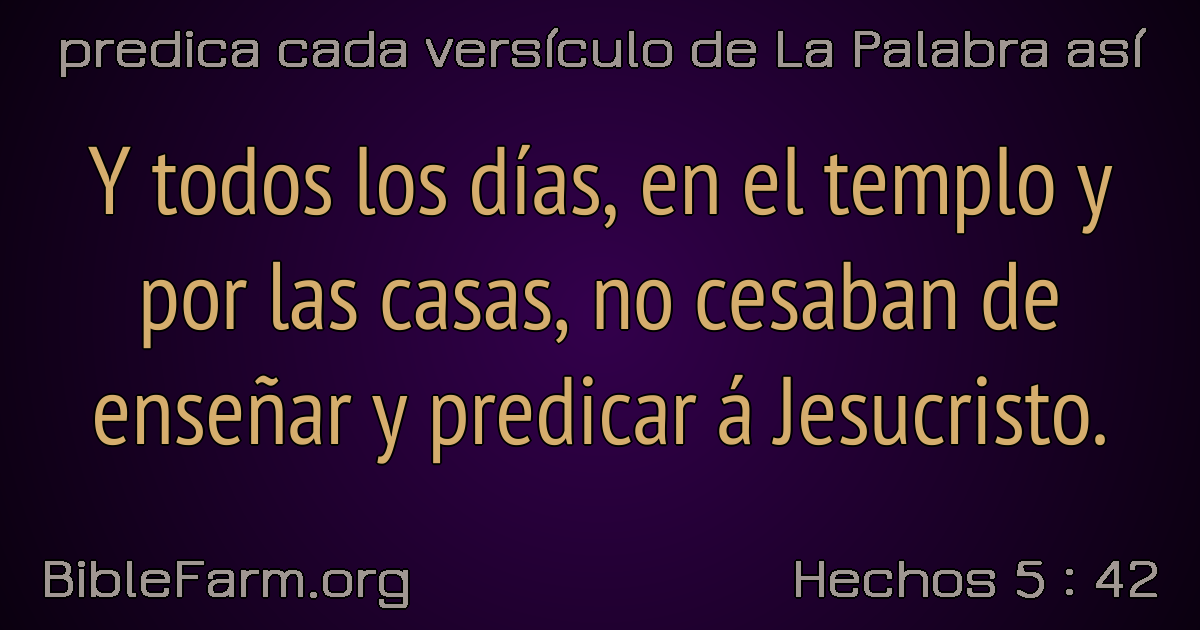 predica cada versículo de La Palabra así
Y todos los días, en el templo y
por las casas, no cesaban de
enseñar y predicar á Jesucristo.
BibleFarm.org
Hechos 5 : 42